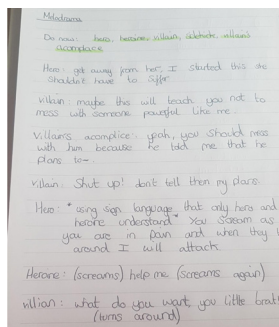 Melodrama
Do now: hero, heroine, villain, sidekick, villain's
acomplace
Hero: get away from her, I started this she
shouldn't have to suffer
villain: maybe this will teach you not to
mess with someone powerful like me.
Villain's acomplice: yeah, you should mess
with him because he told me that he
plans to-
villain: Shut up! don't tell them my plans.
Hero: *using sign language that only hero and
heroine understand* You scream as
you are in pain and when they
around I will attack.
Heroine: (screams) help me (screams again)
villian: what do you want, you little brat
(turns around)